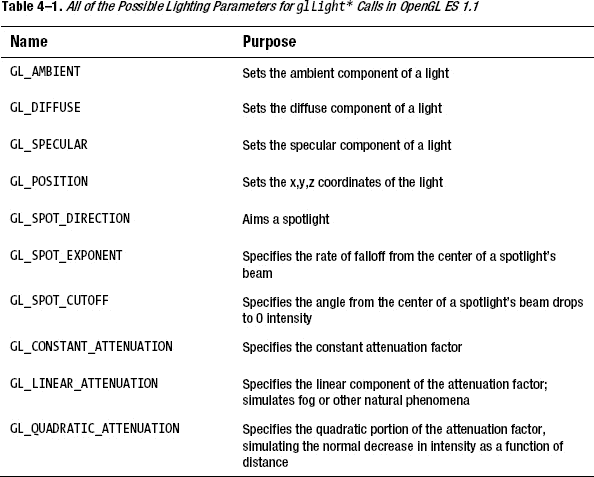 Table 4–1. All of the Possible Lighting Parameters for glLight* Calls in OpenGL ES 1.1
Name Purpose
GL_AMBIENT Sets the ambient component of a light
GL_DIFFUSE Sets the diffuse component of a light
GL_SPECULAR Sets the specular component of a light
GL_POSITION Sets the x,y,z coordinates of the light
GL_SPOT_DIRECTION Aims a spotlight
GL_SPOT_EXPONENT Specifies the rate of falloff from the center of a spotlight's
beam
GL_SPOT_CUTOFF Specifies the angle from the center of a spotlight's beam drops
to 0 intensity
GL_CONSTANT_ATTENUATION Specifies the constant attenuation factor
GL_LINEAR_ATTENUATION Specifies the linear component of the attenuation factor;
simulates fog or other natural phenomena
GL_QUADRATIC_ATTENUATION Specifies the quadratic portion of the attenuation factor,
simulating the normal decrease in intensity as a function of
distance